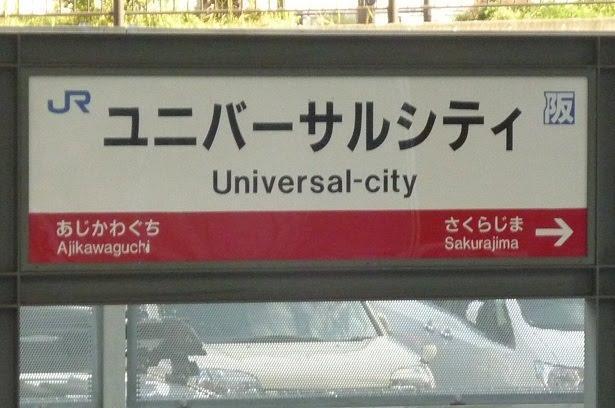 JR ユニバーサルシティ 阪
Universal-city
あじかわぐち さくらじま →
Ajikawaguchi Sakurajima